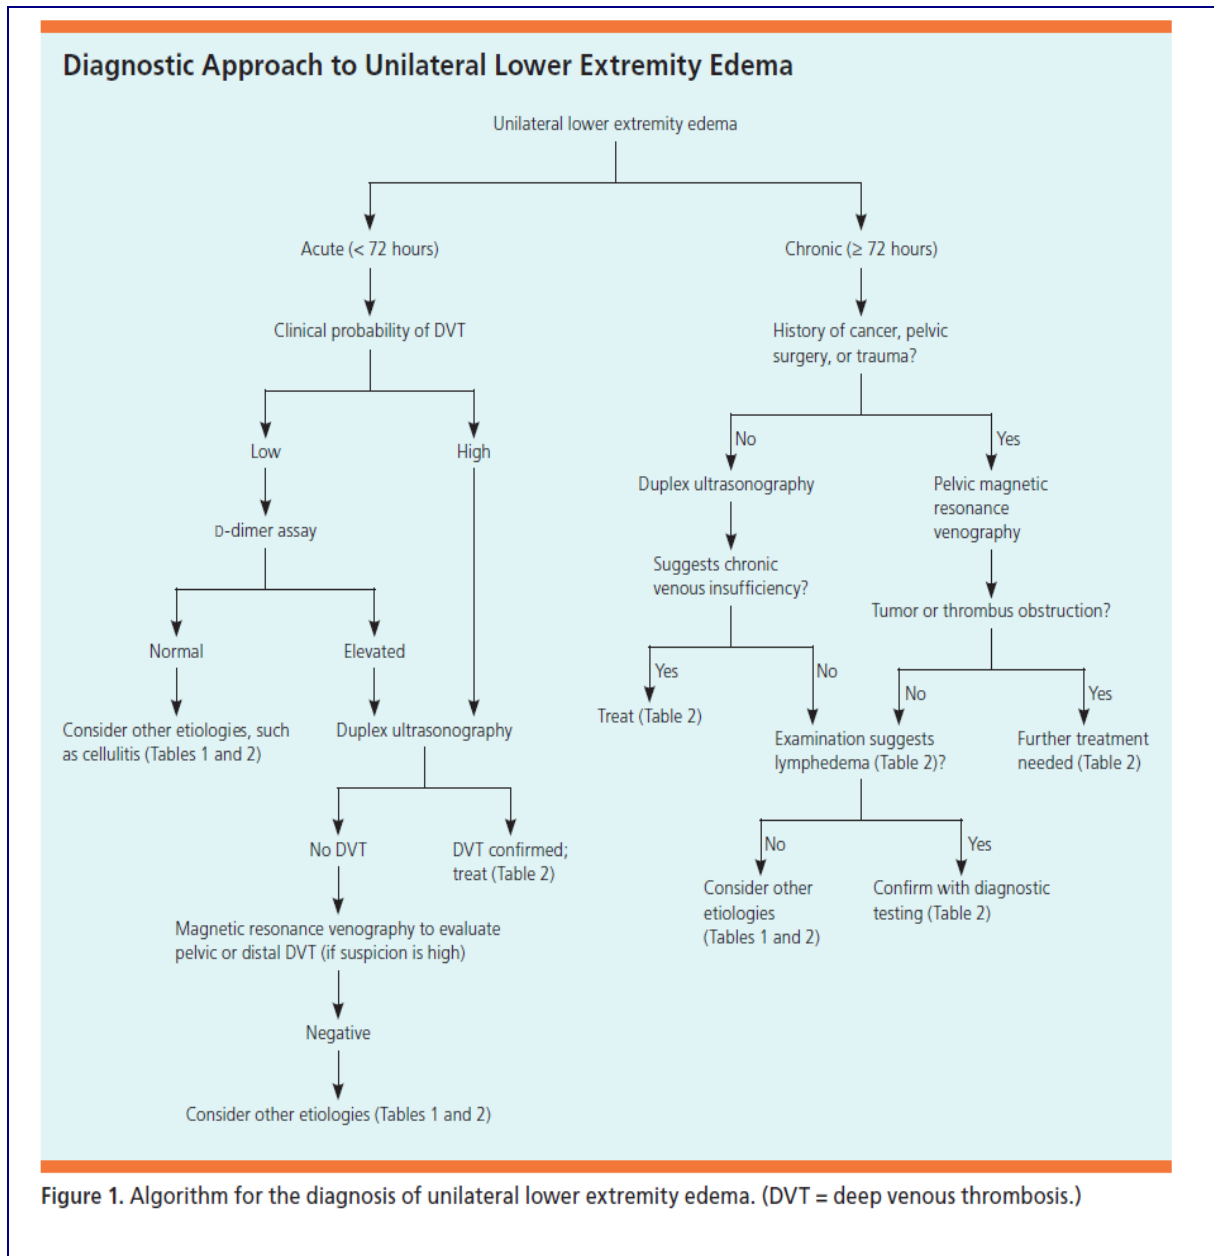 Diagnostic Approach to Unilateral Lower Extremity Edema
Unilateral lower extremity edema
Acute (< 72 hours)
Clinical probability of DVT
Low
High
D-dimer assay
Normal
Elevated
Consider other etiologies, such
as cellulitis (Tables 1 and 2)
Duplex ultrasonography
No DVT
DVT confirmed;
treat (Table 2)
Magnetic resonance venography to evaluate
pelvic or distal DVT (if suspicion is high)
Negative
Consider other etiologies (Tables 1 and 2)
Chronic (≥ 72 hours)
History of cancer, pelvic
surgery, or trauma?
No
Yes
Duplex ultrasonography
Pelvic magnetic
resonance
venography
Suggests chronic
venous insufficiency?
Tumor or thrombus obstruction?
Yes
No
No
Yes
Treat (Table 2)
Examination suggests
lymphedema (Table 2)?
Further treatment
needed (Table 2)
No
Yes
Consider other
etiologies
(Tables 1 and 2)
Confirm with diagnostic
testing (Table 2)
Figure 1. Algorithm for the diagnosis of unilateral lower extremity edema. (DVT = deep venous thrombosis.)